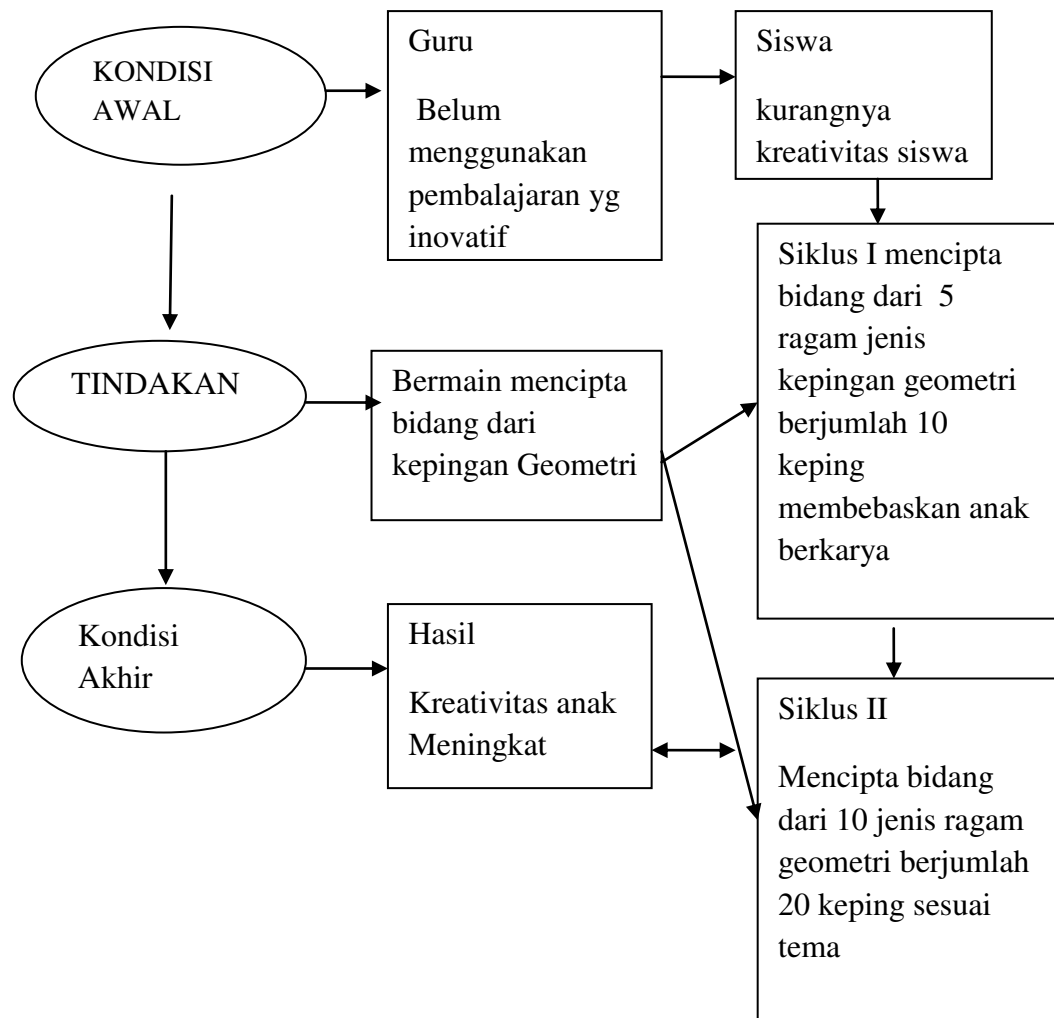 KONDISI
AWAL
Guru
Belum
menggunakan
pembalajaran yg
inovatif
Siswa
kurangnya
kreativitas siswa
TINDAKAN
Bermain mencipta
bidang dari
kepingan Geometri
Siklus I mencipta
bidang dari 5
ragam jenis
kepingan geometri
berjumlah 10
keping
membebaskan anak
berkarya
Kondisi
Akhir
Hasil
Kreativitas anak
Meningkat
Siklus II
Mencipta bidang
dari 10 jenis ragam
geometri berjumlah
20 keping sesuai
tema